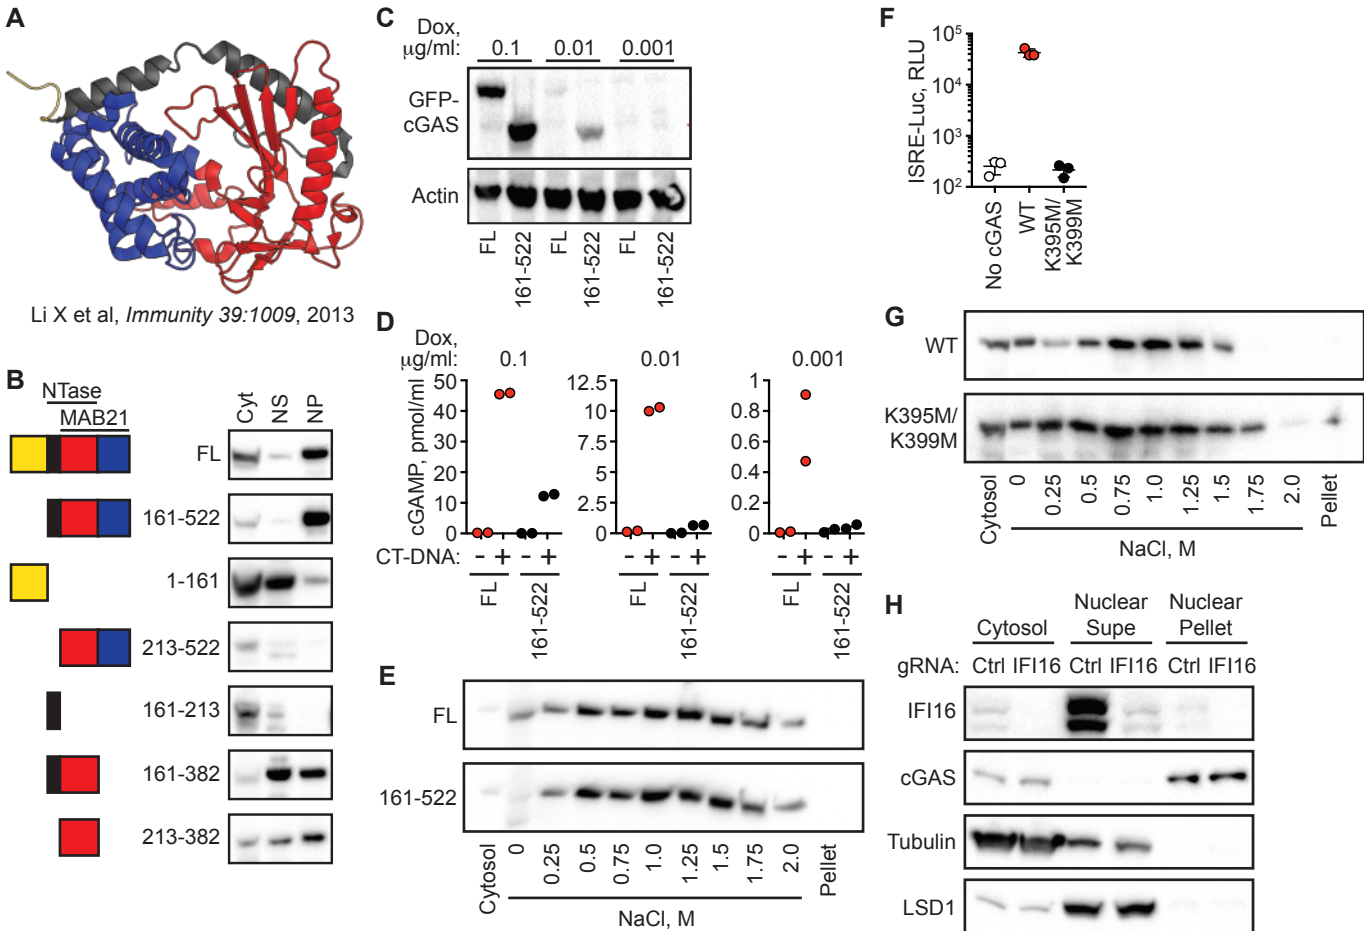 A
Li X et al, Immunity 39:1009, 2013
B
NTase
MAB21
Cyt NS NP
FL
161-522
1-161
213-522
161-213
161-382
213-382
C
Dox,
μg/ml:
0.1 0.01 0.001
GFP-
cGAS
Actin
FL 161-522 FL 161-522 FL 161-522
D
Dox,
μg/ml:
0.1 0.01 0.001
cGAMP, pmol/ml
50
40
30
20
10
0
12.5
10
7.5
5
2.5
0
1
0.8
0.6
0.4
0.2
0
CT-DNA: - + - + - + - + - + - +
FL 161-522 FL 161-522 FL 161-522
E
FL
161-522
Cytosol 0 0.25 0.5 0.75 1.0 1.25 1.5 1.75 2.0 Pellet
NaCl, M
F
ISRE-Luc, RLU
10^5
10^4
10^3
10^2
No cGAS
WT
K395M/
K399M
G
WT
K395M/
K399M
Cytosol 0 0.25 0.5 0.75 1.0 1.25 1.5 1.75 2.0 Pellet
NaCl, M
H
Cytosol
Nuclear
Supe
Nuclear
Pellet
gRNA: Ctrl IFI16 Ctrl IFI16 Ctrl IFI16
IFI16
cGAS
Tubulin
LSD1